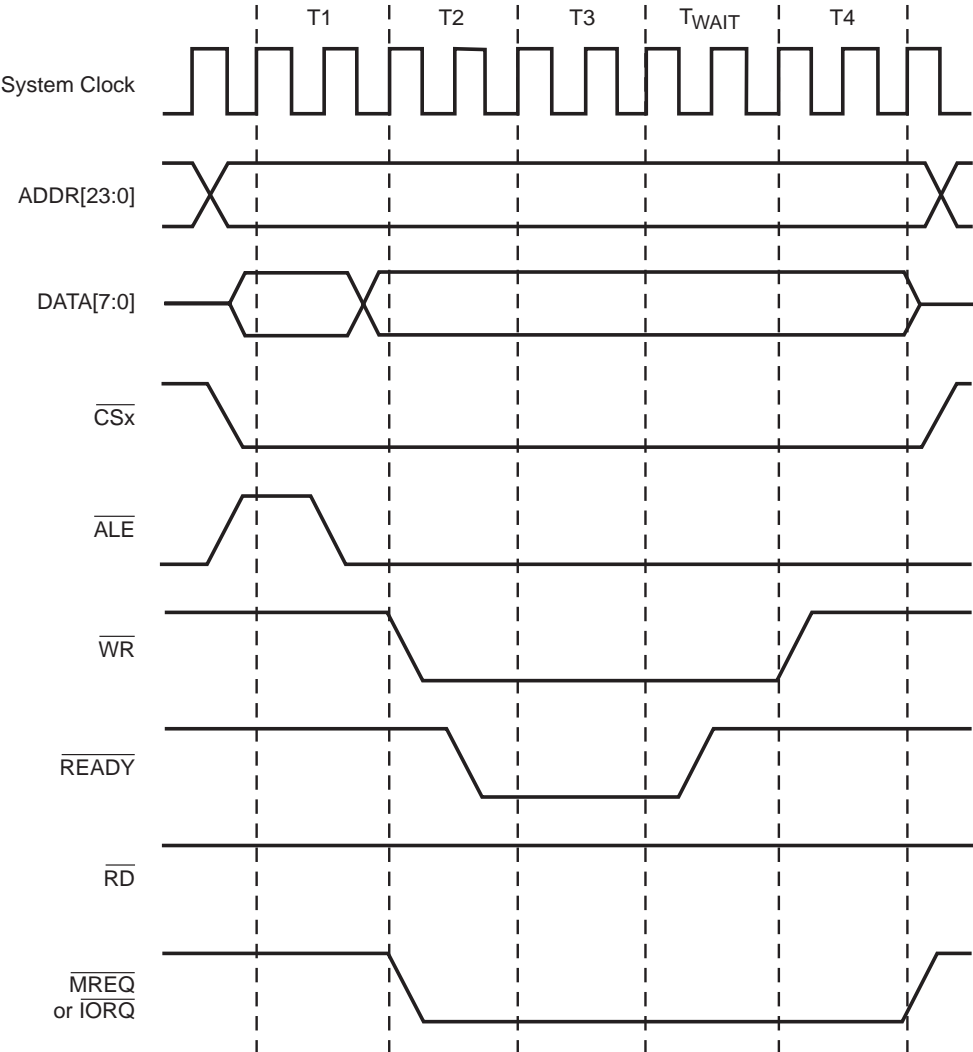 T1 T2 T3 TWAIT T4
System Clock
ADDR[23:0]
DATA[7:0]
CSx
ALE
WR
READY
RD
MREQ
or IORQ